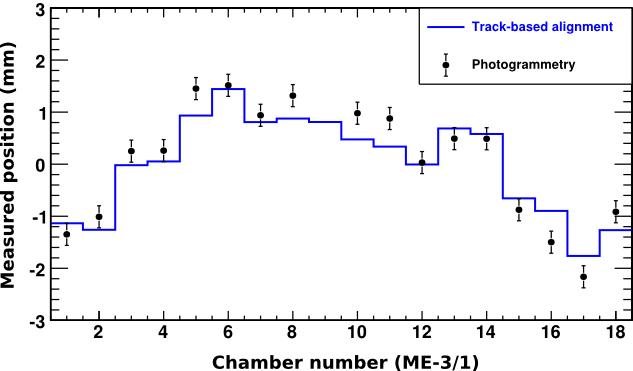 3
2
1
0
-1
-2
-3
Measured position (mm)
Track-based alignment
Photogrammetry
2 4 6 8 10 12 14 16 18
Chamber number (ME-3/1)